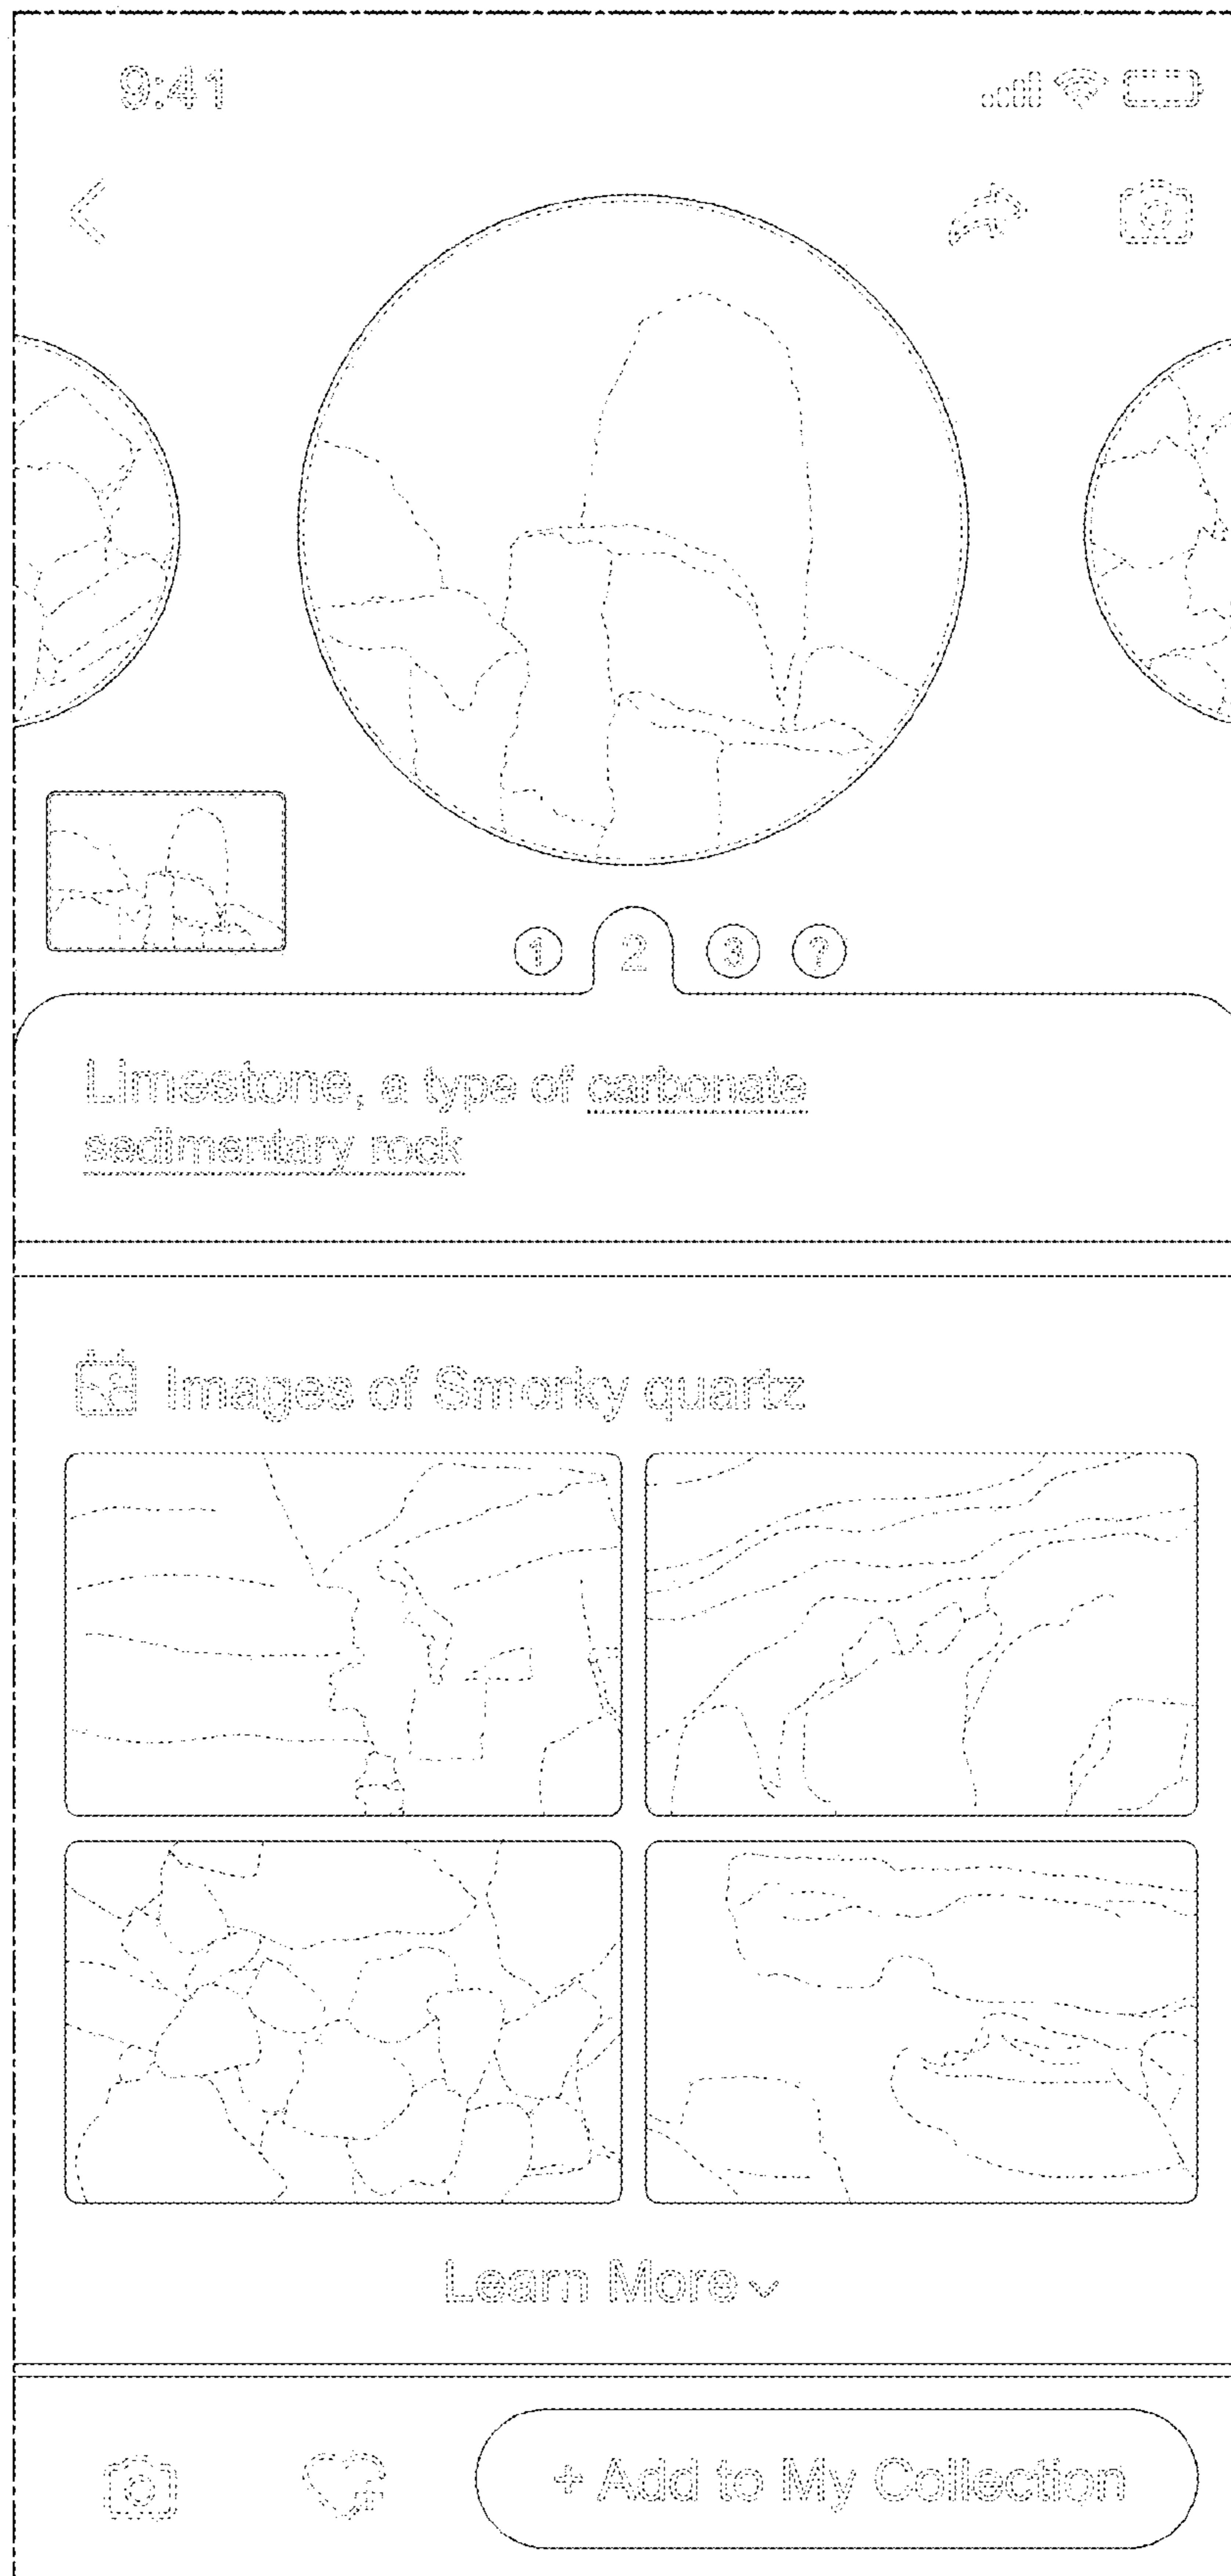 9:41
1 2 3 ?
Limestone, a type of carbonate
sedimentary rock
Images of Smorky quartz
Learn More
+ Add to My Collection